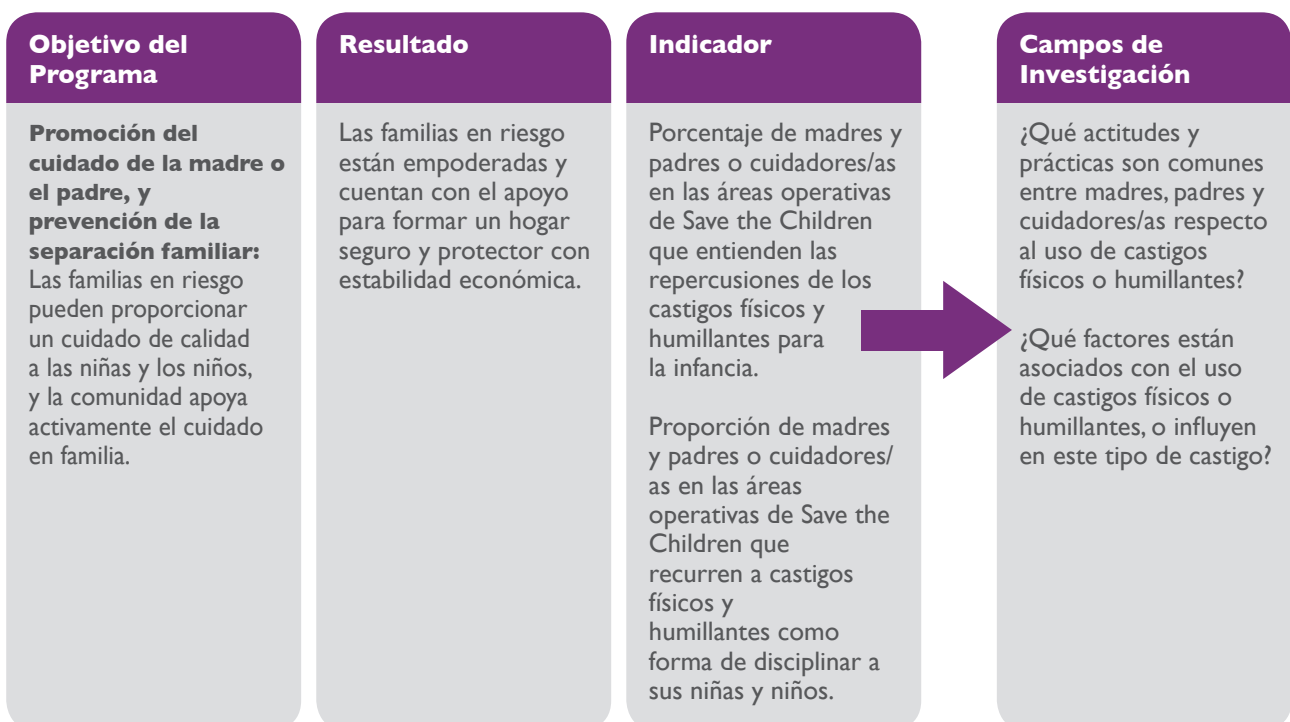 Objetivo del
Programa
Promoción del
cuidado de la madre o
el padre, y
prevención de la
separación familiar:
Las familias en riesgo
pueden proporcionar
un cuidado de calidad
a las niñas y los niños,
y la comunidad apoya
activamente el cuidado
en familia.
Resultado
Las familias en riesgo
están empoderadas y
cuentan con el apoyo
para formar un hogar
seguro y protector con
estabilidad económica.
Indicador
Porcentaje de madres y
padres o cuidadores/as
en las áreas operativas
de Save the Children
que entienden las
repercusiones de los
castigos físicos y
humillantes para
la infancia.
Proporción de madres
y padres o cuidadores/
as en las áreas
operativas de Save the
Children que
recurren a castigos
físicos y
humillantes como
forma de disciplinar a
sus niñas y niños.
Campos de
Investigación
¿Qué actitudes y
prácticas son comunes
entre madres, padres y
cuidadores/as respecto
al uso de castigos
físicos o humillantes?
¿Qué factores están
asociados con el uso
de castigos físicos o
humillantes, o influyen
en este tipo de castigo?